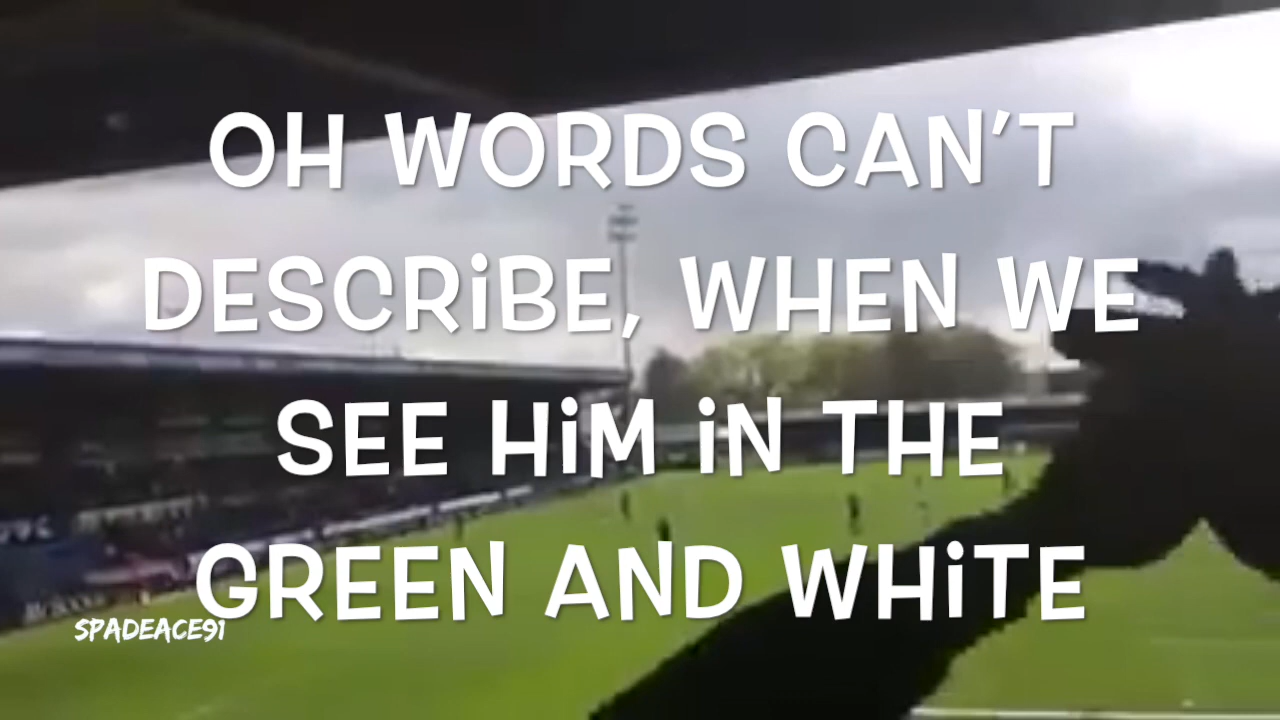 OH WORDS CAN'T
DESCRiBE, WHEN WE
SEE HiM iN THE
GREEN AND WHiTE
SPADEACE91